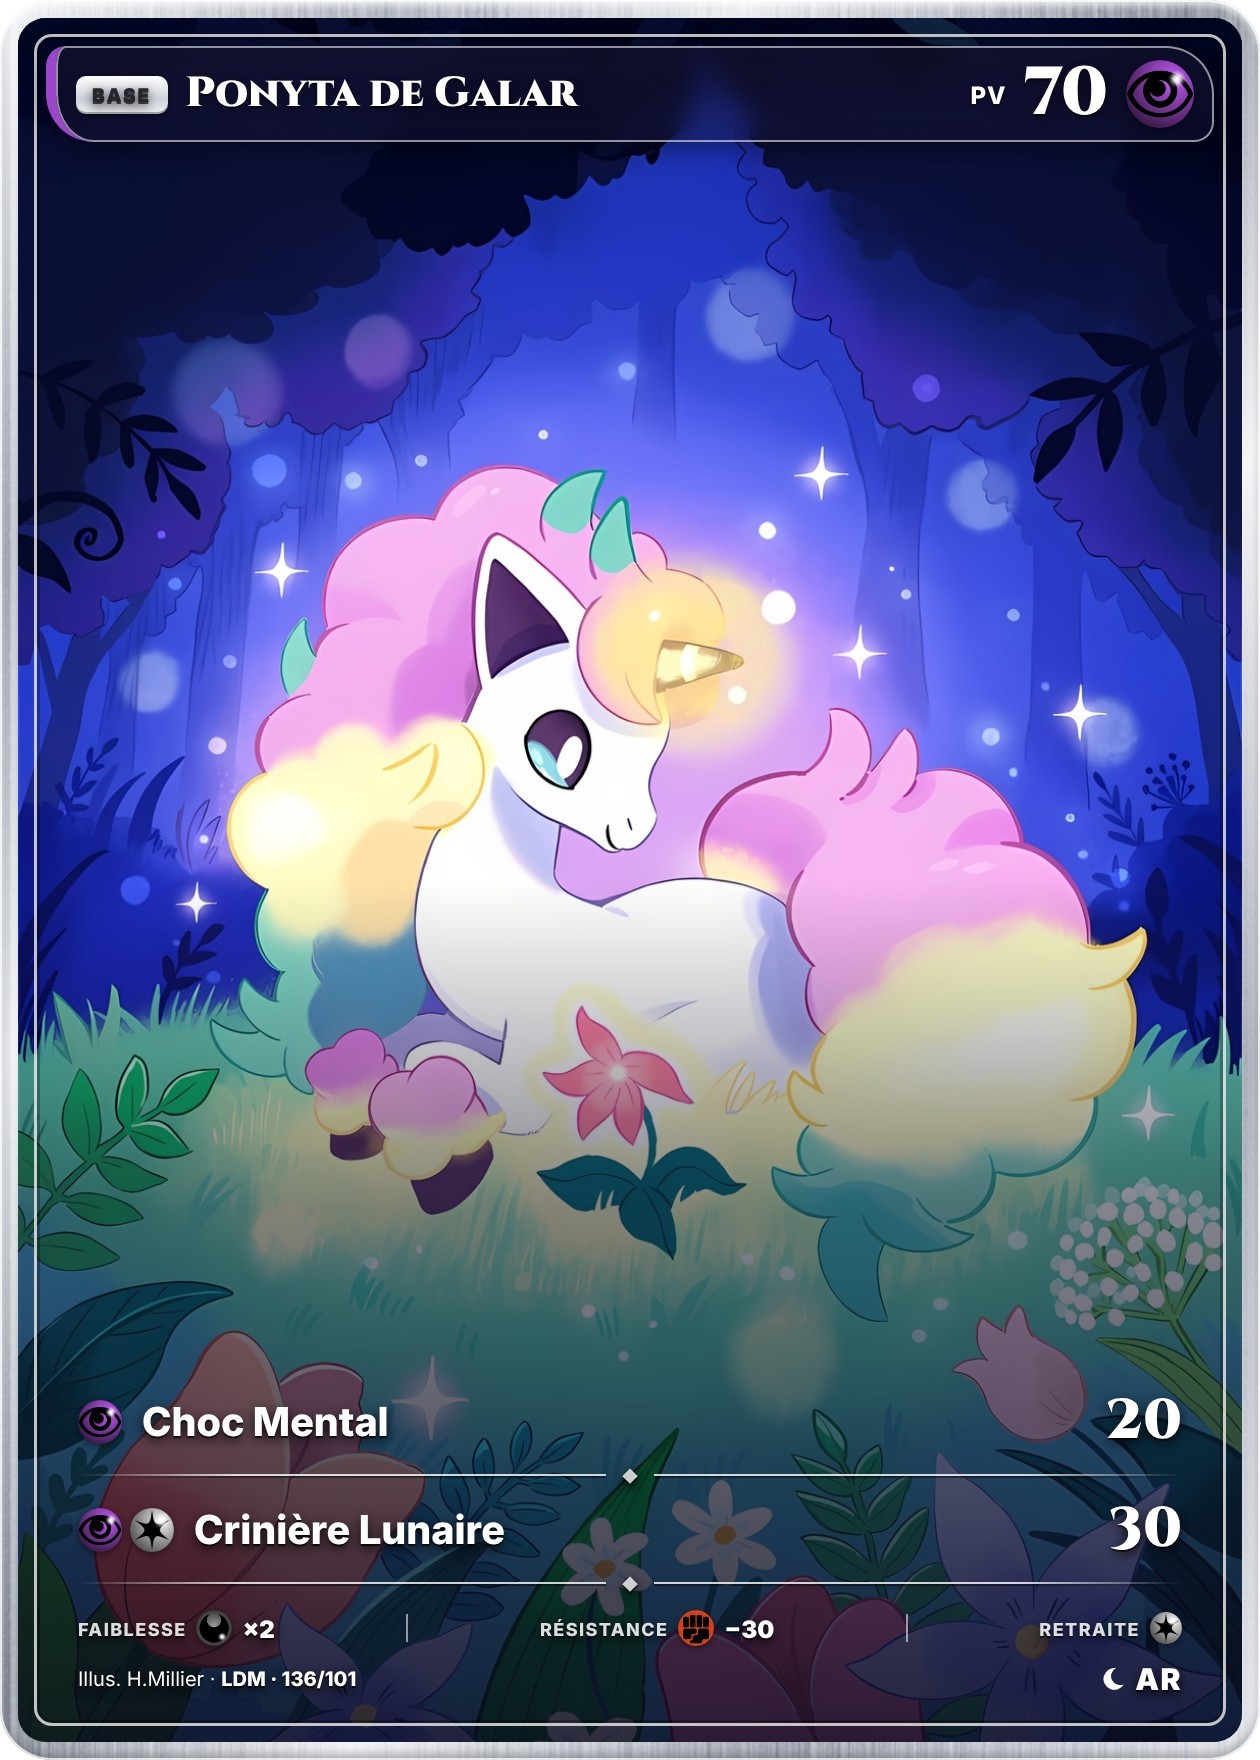 BASE Ponyta de Galar PV 70
Choc Mental 20
Crinière Lunaire 30
FAIBLESSE ×2 RÉSISTANCE −30 RETRAITE
Illus. H.Millier · LDM · 136/101 AR